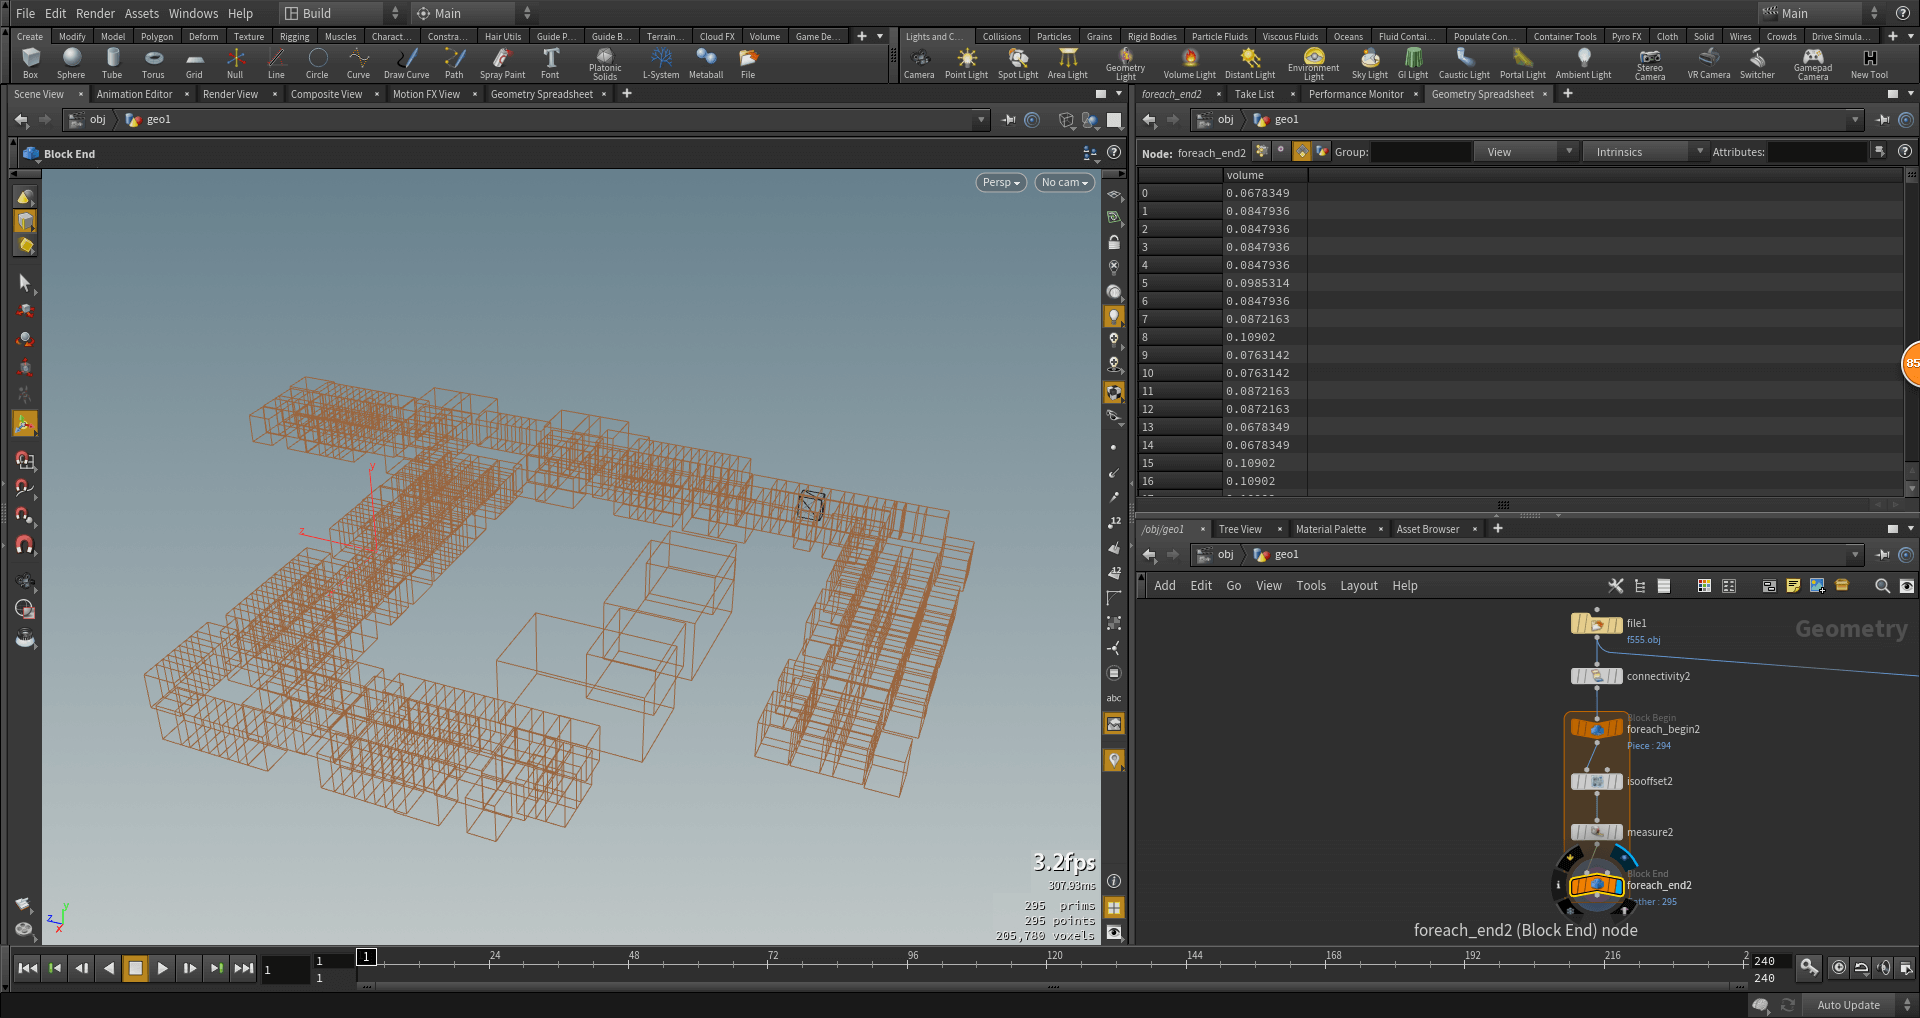 File Edit Render Assets Windows Help Build Main Main
Create Modify Model Polygon Deform Texture Rigging Muscles Charact... Constra... Hair Utils Guide P... Guide B... Terrain... Cloud FX Volume Game De...
Lights and C... Collisions Particles Grains Rigid Bodies Particle Fluids Viscous Fluids Oceans Fluid Contai... Populate Con... Container Tools Pyro FX Cloth Solid Wires Crowds Drive Simula...
Box Sphere Tube Torus Grid Null Line Circle Curve Draw Curve Path Spray Paint Font Platonic Solids L-System Metaball File
Camera Point Light Spot Light Area Light Geometry Light Volume Light Distant Light Environment Light Sky Light GI Light Caustic Light Portal Light Ambient Light Stereo Camera VR Camera Switcher Gamepad Camera New Tool
Scene View Animation Editor Render View Composite View Motion FX View Geometry Spreadsheet
foreach_end2 Take List Performance Monitor Geometry Spreadsheet
obj geo1
obj geo1
Block End
Node: foreach_end2 Group: View Intrinsics Attributes:
Persp No cam
volume
0 0.0678349
1 0.0847936
2 0.0847936
3 0.0847936
4 0.0847936
5 0.0985314
6 0.0847936
7 0.0872163
8 0.10902
9 0.0763142
10 0.0763142
11 0.0872163
12 0.0872163
13 0.0678349
14 0.0678349
15 0.10902
16 0.10902
85
y
z
12
12
abc
3.2fps
307.93ms
295 prims
295 points
205,780 voxels
y
z
x
/obj/geo1 Tree View Material Palette Asset Browser
obj geo1
Add Edit Go View Tools Layout Help
Geometry
file1
f555.obj
connectivity2
Block Begin
foreach_begin2
Piece : 294
isooffset2
measure2
Block End
foreach_end2
ther : 295
foreach_end2 (Block End) node
1 1 1 1 24 48 72 96 120 144 168 192 216 2 240 240
Auto Update